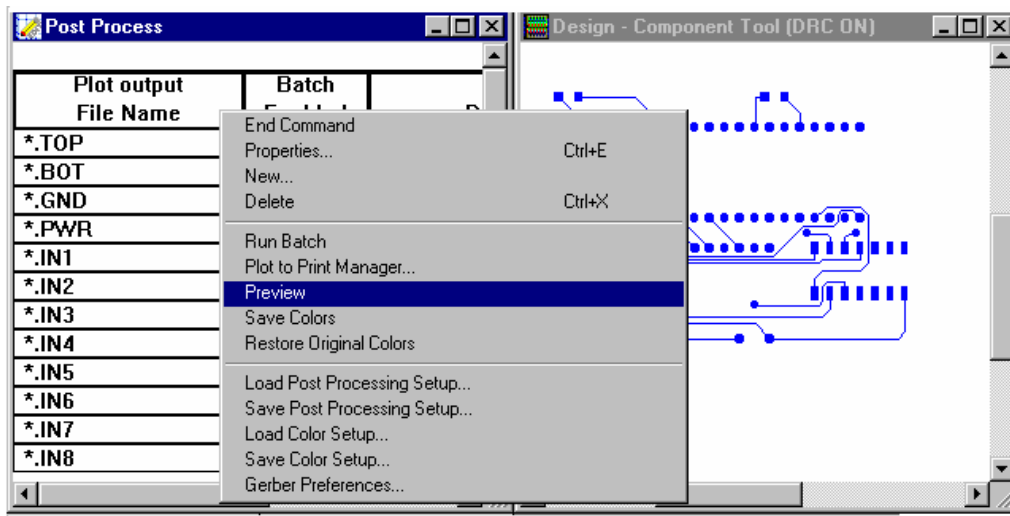 Post Process
Design - Component Tool (DRC ON)
Plot output
File Name
Batch
*.TOP
*.BOT
*.GND
*.PWR
*.IN1
*.IN2
*.IN3
*.IN4
*.IN5
*.IN6
*.IN7
*.IN8
End Command
Properties... Ctrl+E
New...
Delete Ctrl+X
Run Batch
Plot to Print Manager...
Preview
Save Colors
Restore Original Colors
Load Post Processing Setup...
Save Post Processing Setup...
Load Color Setup...
Save Color Setup...
Gerber Preferences...